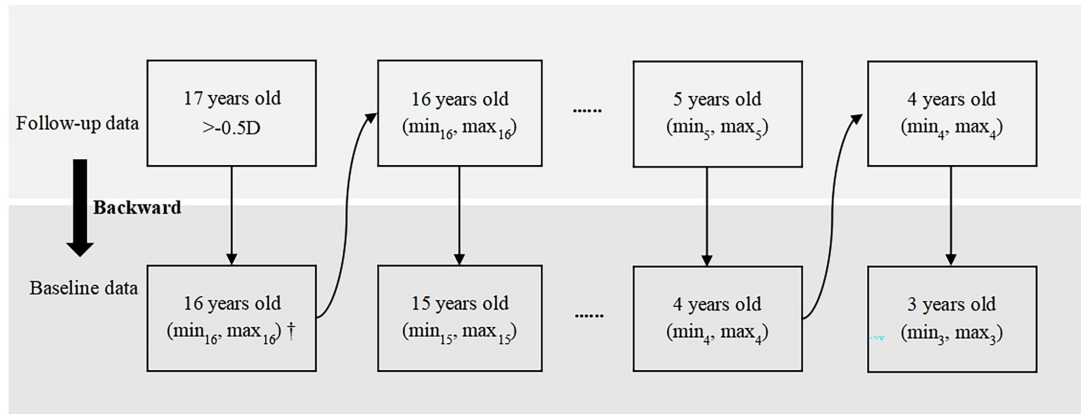 Follow-up data
17 years old
>-0.5D
16 years old
(min16, max16)
......
5 years old
(min5, max5)
4 years old
(min4, max4)
Backward
Baseline data
16 years old
(min16, max16) †
15 years old
(min15, max15)
......
4 years old
(min4, max4)
3 years old
(min3, max3)